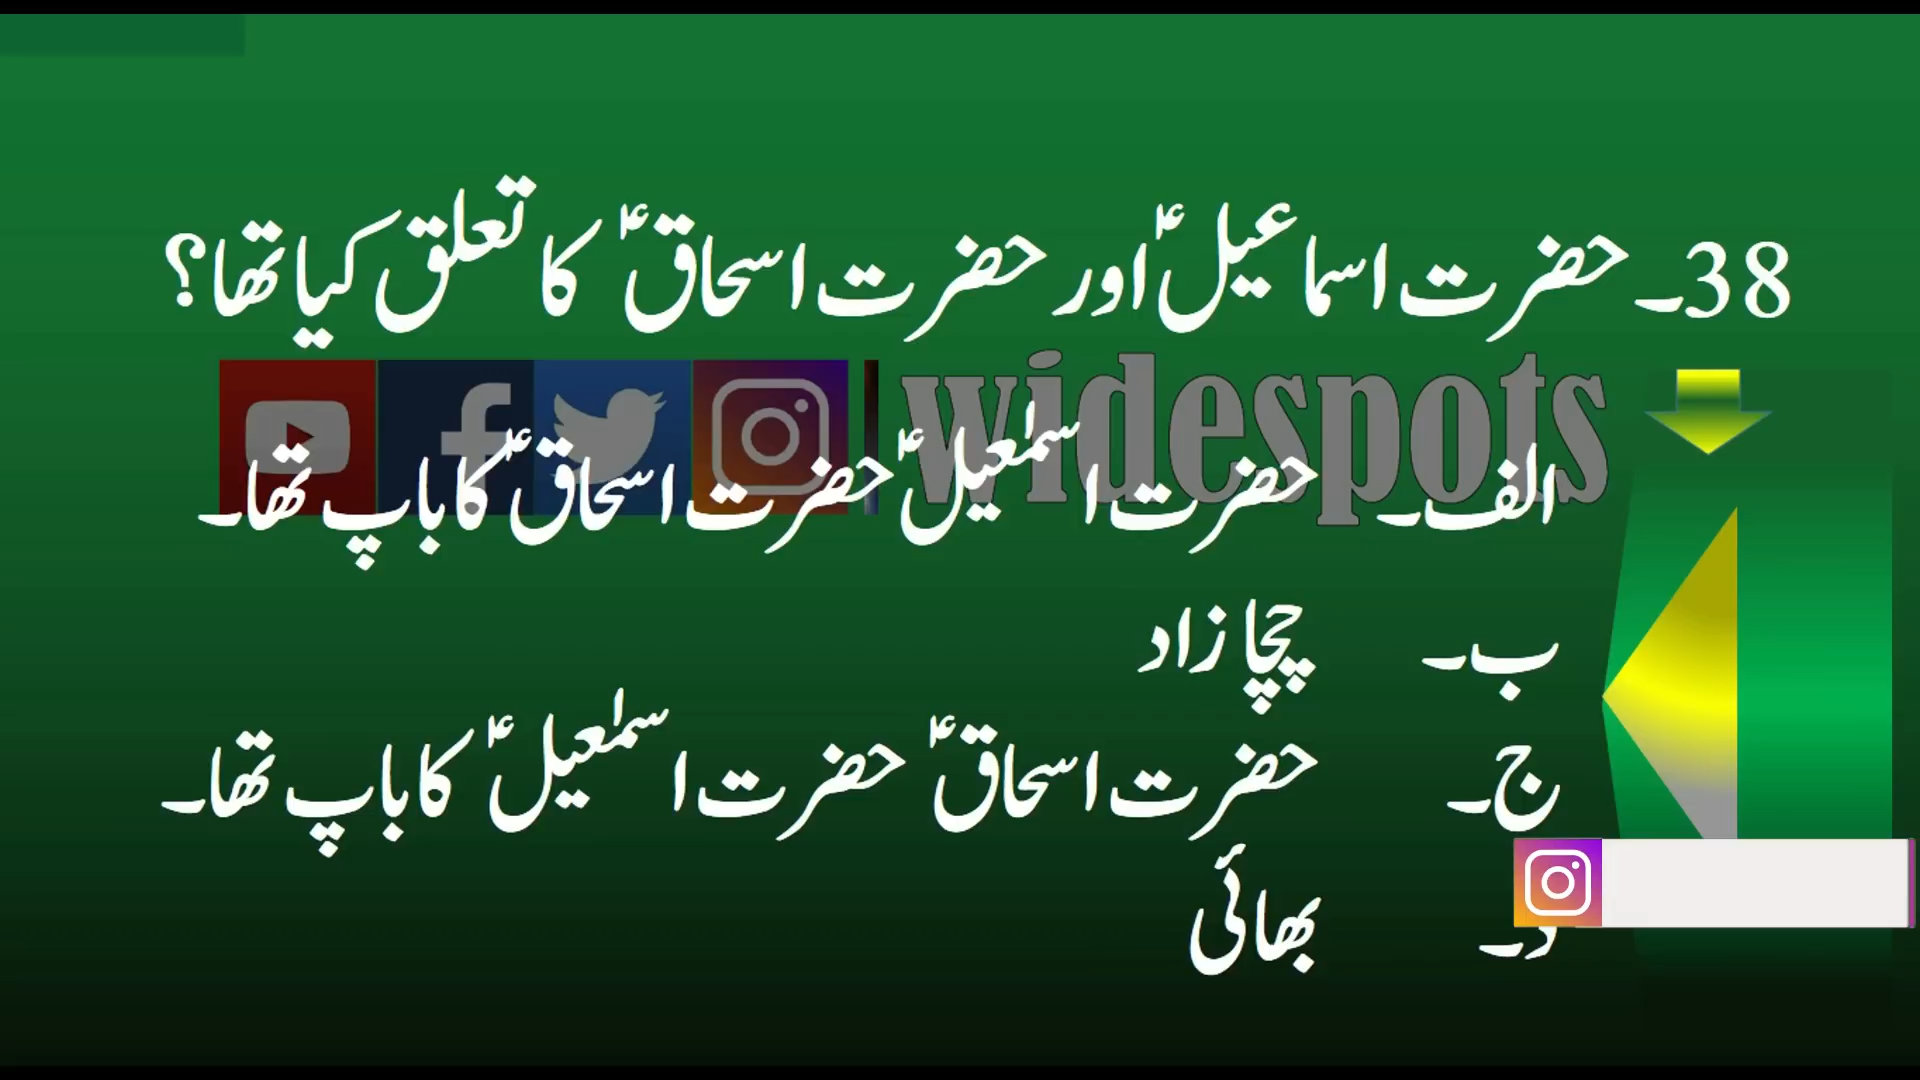 38۔ حضرت اسماعیلؑ اور حضرت اسحاقؑ کا تعلق کیا تھا؟
widespots
الف۔ حضرت اسمٰعیلؑ حضرت اسحاقؑ کا باپ تھا۔
ب۔ چچا زاد
ج۔ حضرت اسحاقؑ حضرت اسمٰعیلؑ کا باپ تھا۔
د۔ بھائی